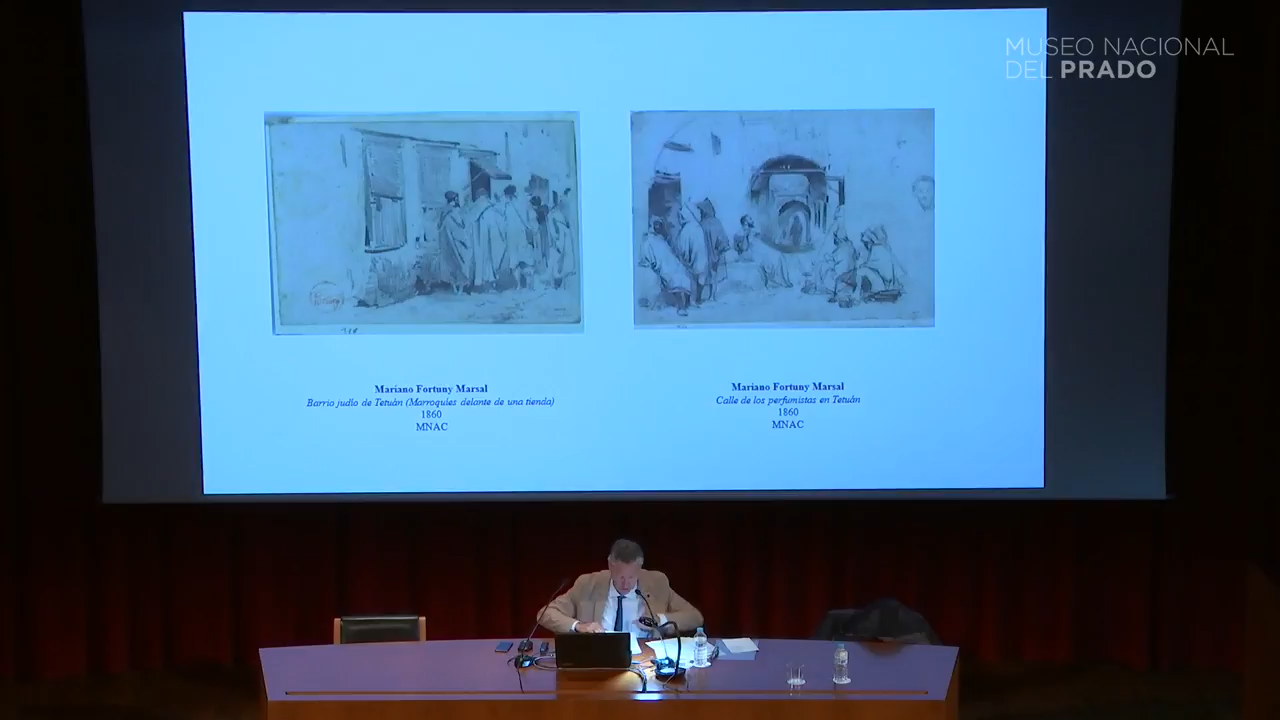 MUSEO NACIONAL
DEL PRADO
Mariano Fortuny Marsal
Barrio judío de Tetuán (Marroquíes delante de una tienda)
1860
MNAC
Mariano Fortuny Marsal
Calle de los perfumistas en Tetuán
1860
MNAC